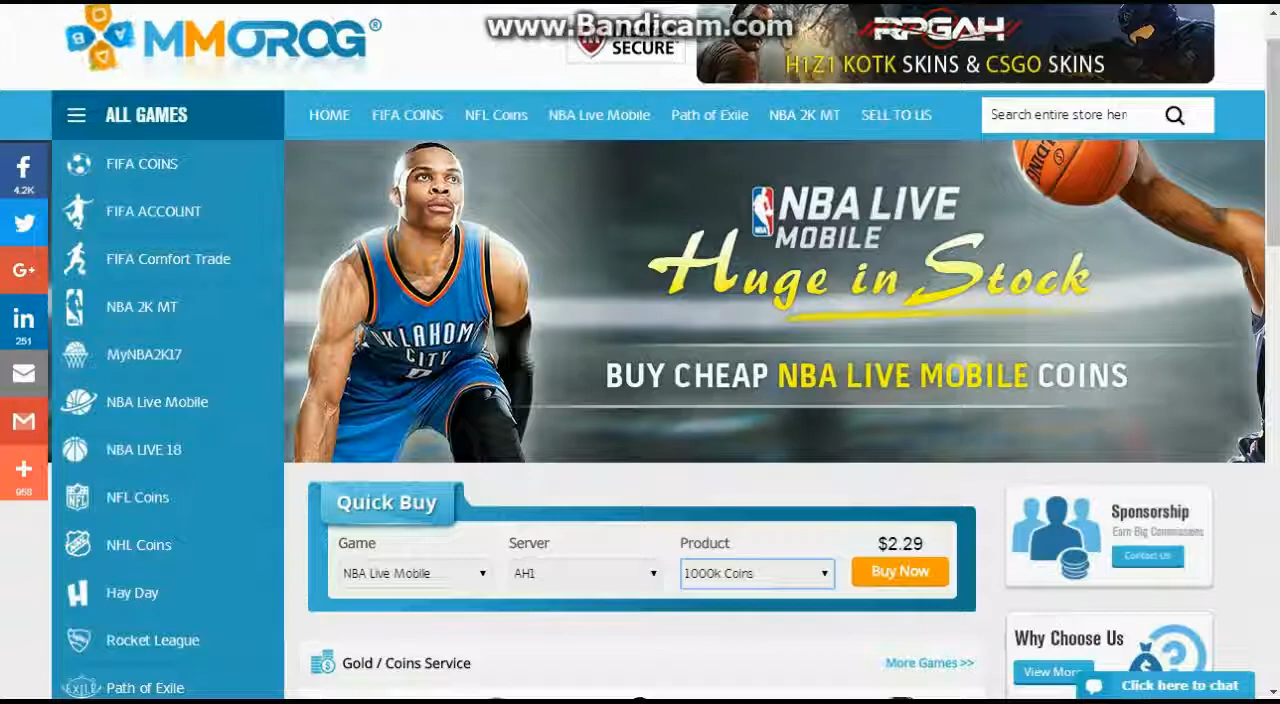 www.Bandicam.com
MMOROG®
SECURE
RPGAH
H1Z1 KOTK SKINS & CSGO SKINS
ALL GAMES
HOME FIFA COINS NFL Coins NBA Live Mobile Path of Exile NBA 2K MT SELL TO US
Search entire store her
4.2K
G+
in
251
958
FIFA COINS
FIFA ACCOUNT
FIFA Comfort Trade
NBA 2K MT
MyNBA2K17
NBA Live Mobile
NBA LIVE 18
NFL Coins
NHL Coins
Hay Day
Rocket League
EXILE Path of Exile
OKLAHOMA
CITY
0
NBA LIVE
MOBILE
Huge in Stock
BUY CHEAP NBA LIVE MOBILE COINS
Quick Buy
Game Server Product $2.29
NBA Live Mobile AH1 1000k Coins Buy Now
Gold / Coins Service More Games >>
Sponsorship
Earn Big Commissions
Contact Us
Why Choose Us
View More
Click here to chat